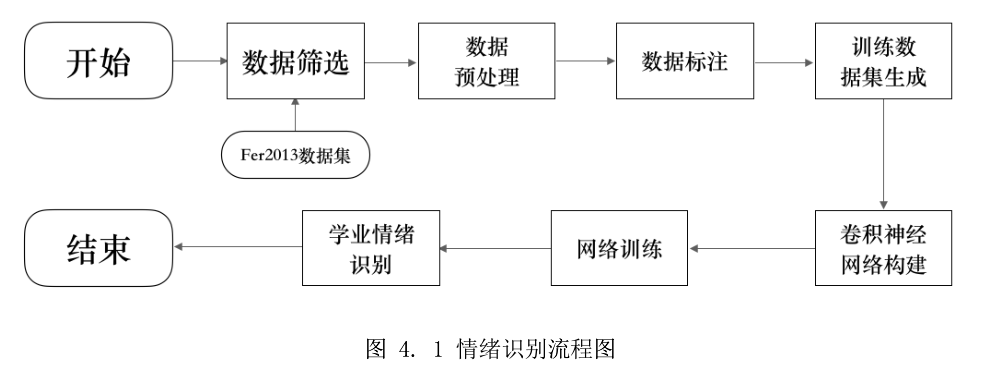 开始
数据筛选
数据
预处理
数据标注
训练数
据集生成
Fer2013数据集
卷积神经
网络构建
网络训练
学业情绪
识别
结束
图 4. 1 情绪识别流程图